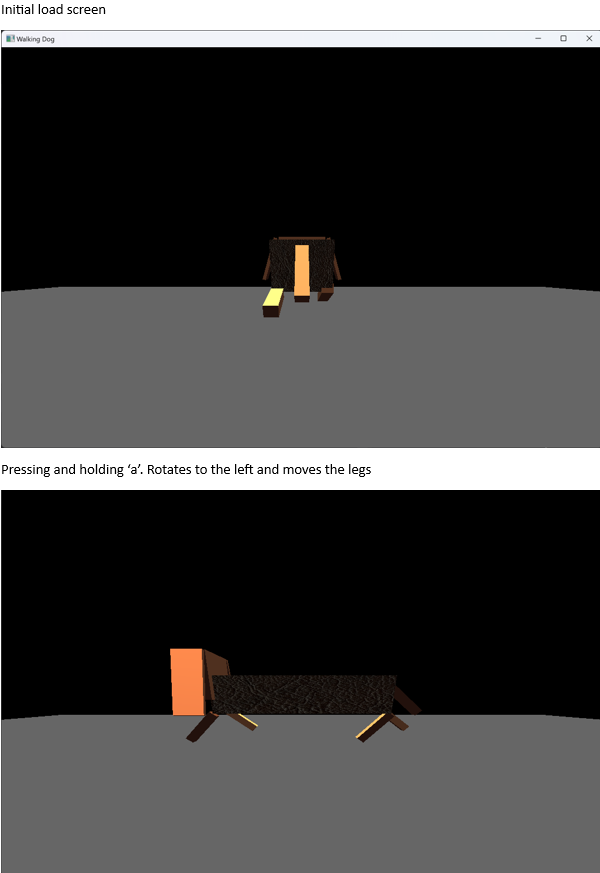 Initial load screen
Walking Dog
Pressing and holding ‘a’. Rotates to the left and moves the legs